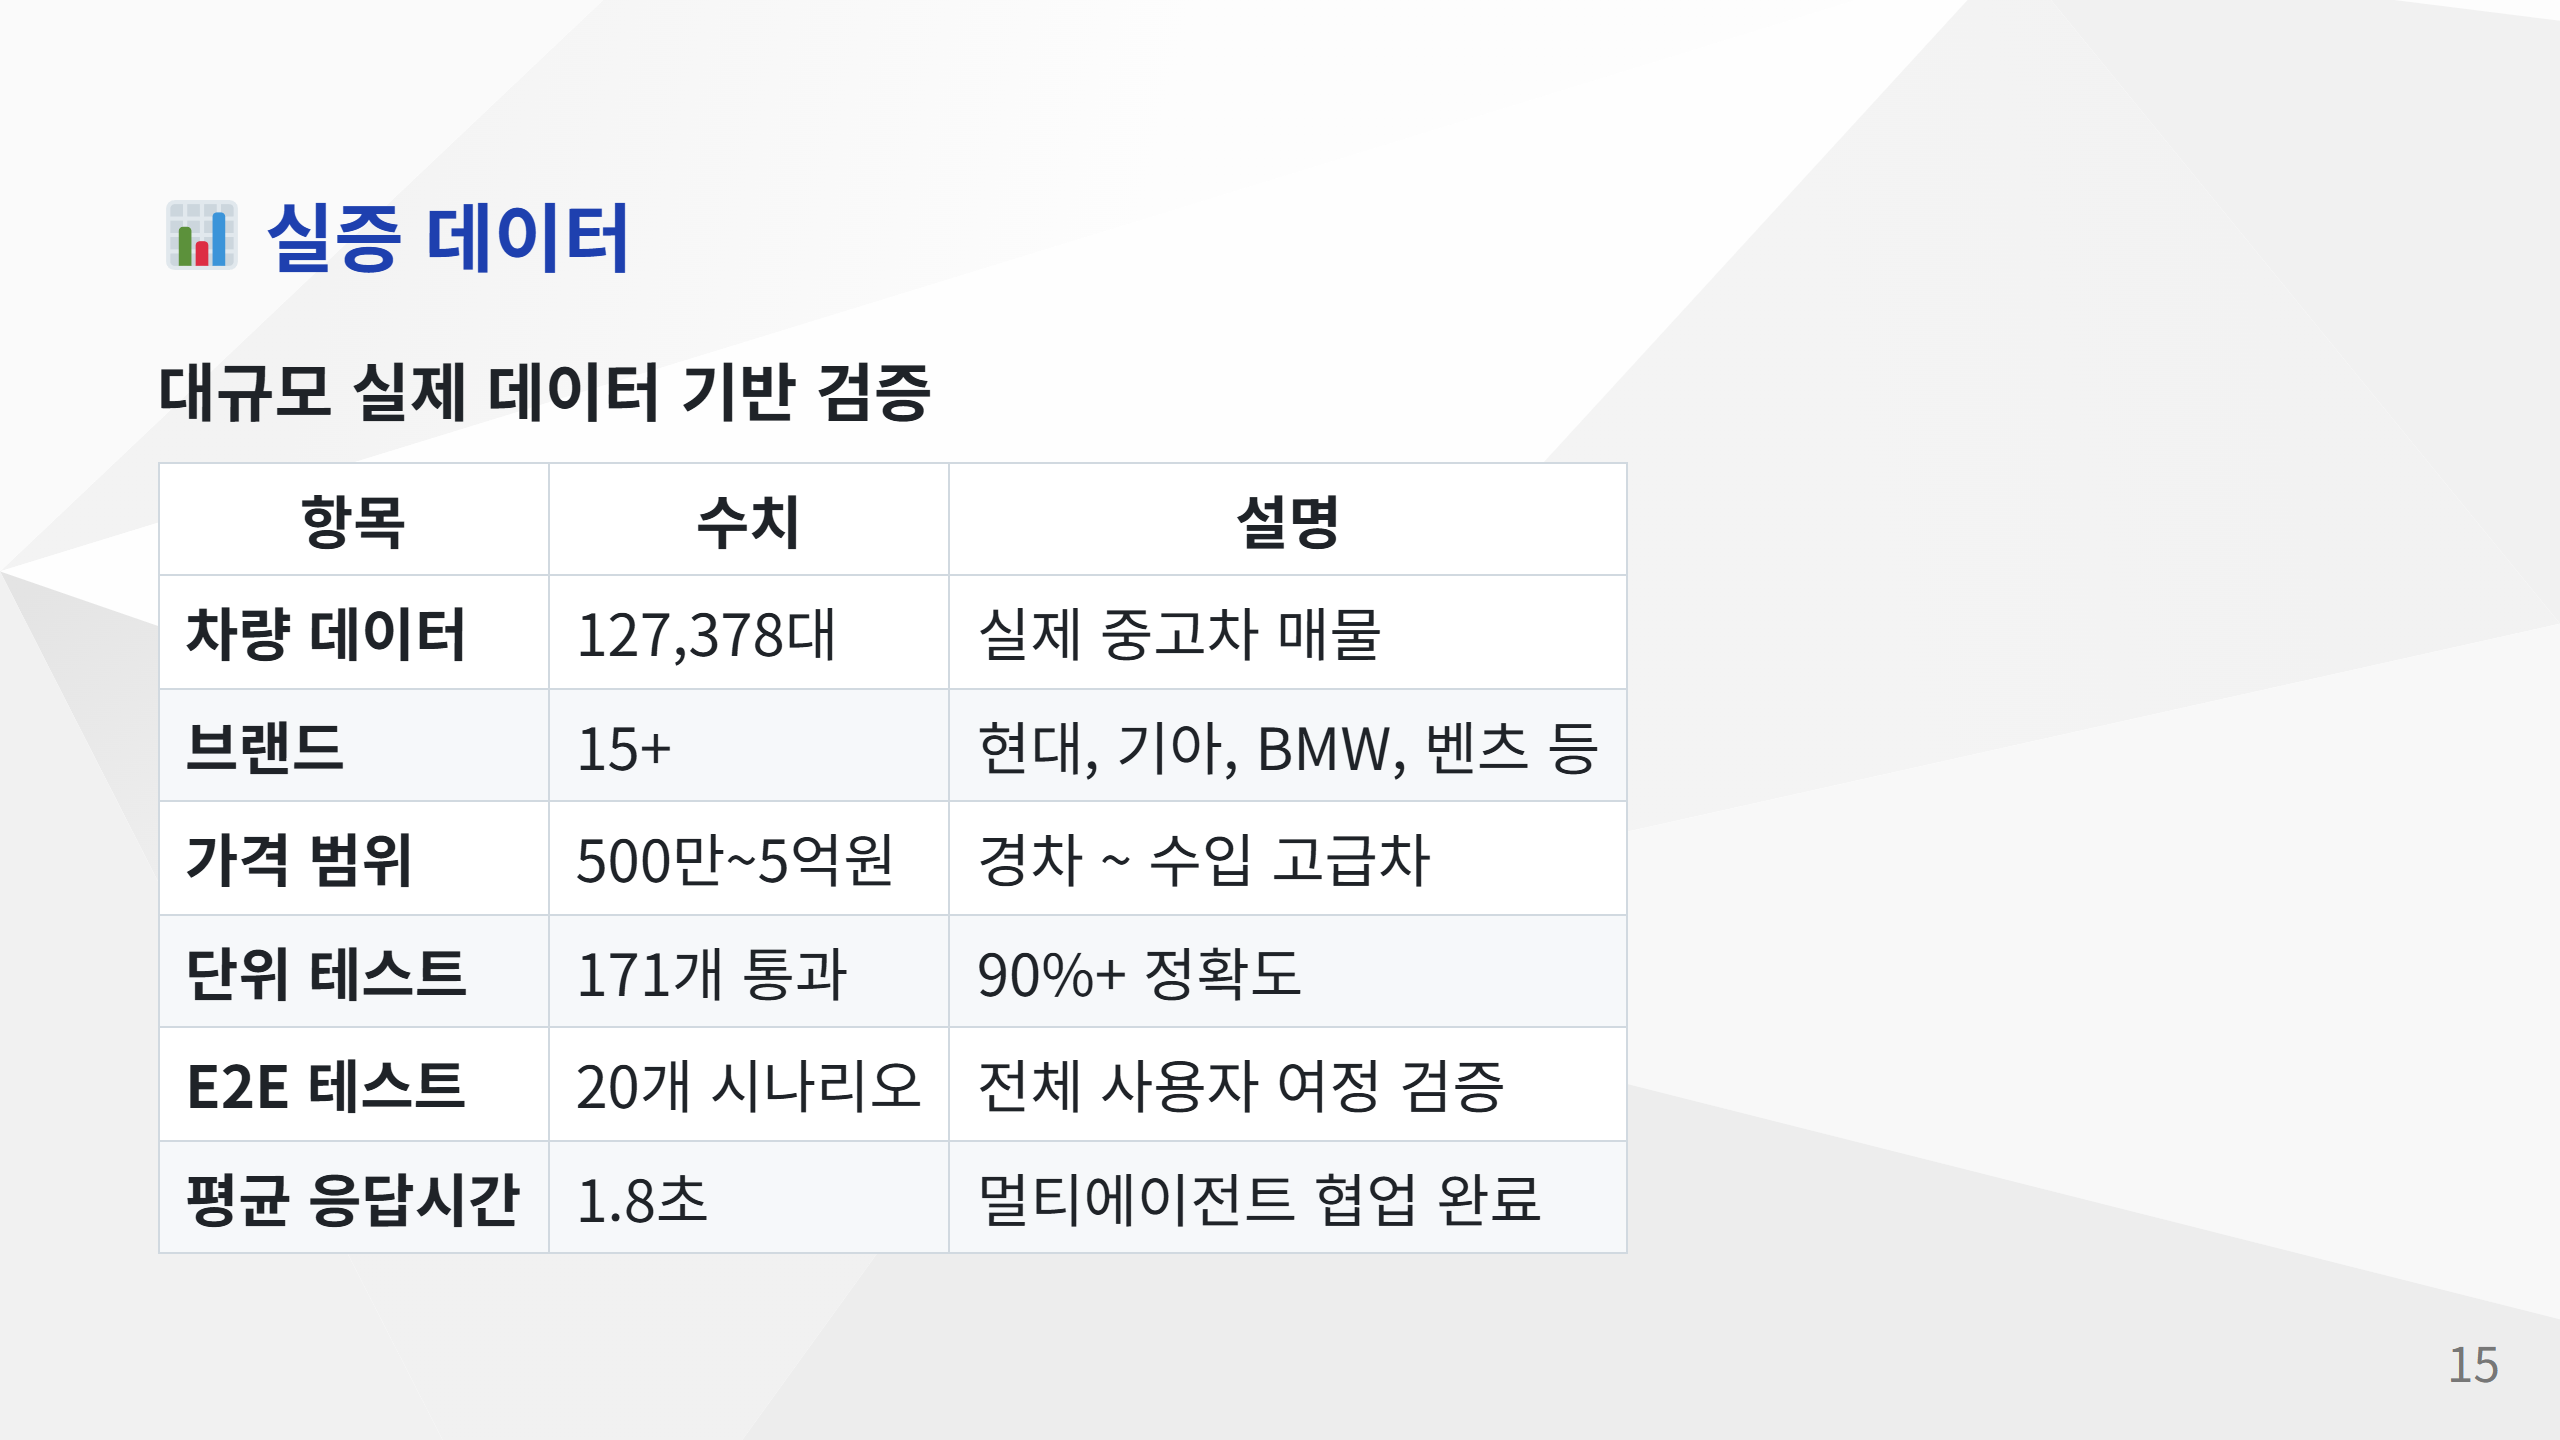 실증 데이터
대규모 실제 데이터 기반 검증
항목 수치 설명
차량 데이터 127,378대 실제 중고차 매물
브랜드 15+ 현대, 기아, BMW, 벤츠 등
가격 범위 500만~5억원 경차 ~ 수입 고급차
단위 테스트 171개 통과 90%+ 정확도
E2E 테스트 20개 시나리오 전체 사용자 여정 검증
평균 응답시간 1.8초 멀티에이전트 협업 완료
15